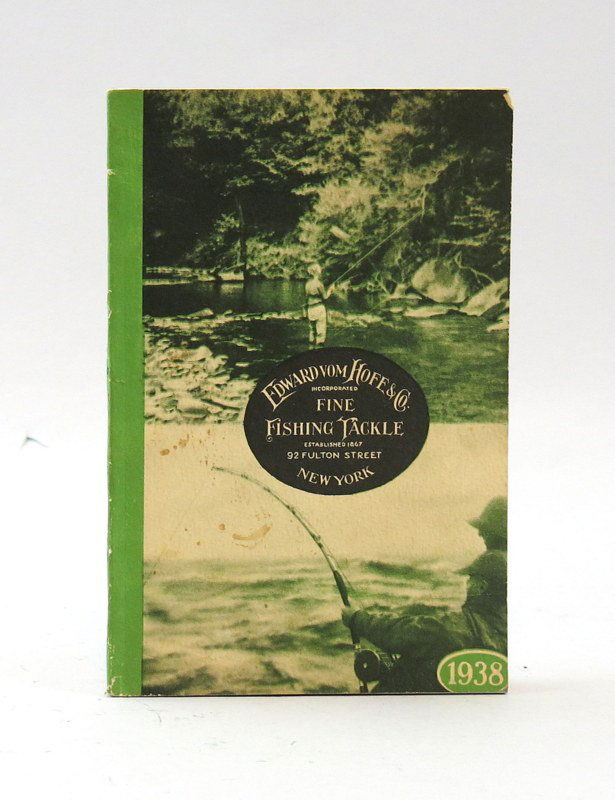 EDWARD VOM HOFE & CO.
INCORPORATED
FINE
FISHING TACKLE
ESTABLISHED 1867
92 FULTON STREET
NEW YORK
1938